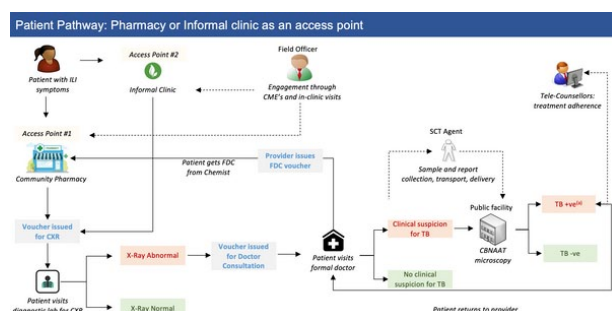 Patient Pathway: Pharmacy or Informal clinic as an access point
Patient with ILI
symptoms
Access Point #2
Informal Clinic
Field Officer
Engagement through
CME's and in-clinic visits
Tele-Counsellors:
treatment adherence
Access Point #1
Community Pharmacy
Patient gets FDC
from Chemist
Provider issues
FDC voucher
SCT Agent
Sample and report
collection, transport, delivery
Public facility
CBNAAT
microscopy
TB +ve
TB -ve
Voucher issued
for CXR
Patient visits
diagnostic lab for CXR
X-Ray Abnormal
X-Ray Normal
Voucher issued
for Doctor
Consultation
Patient visits
formal doctor
Clinical suspicion
for TB
No clinical
suspicion for TB
Patient returns to provider